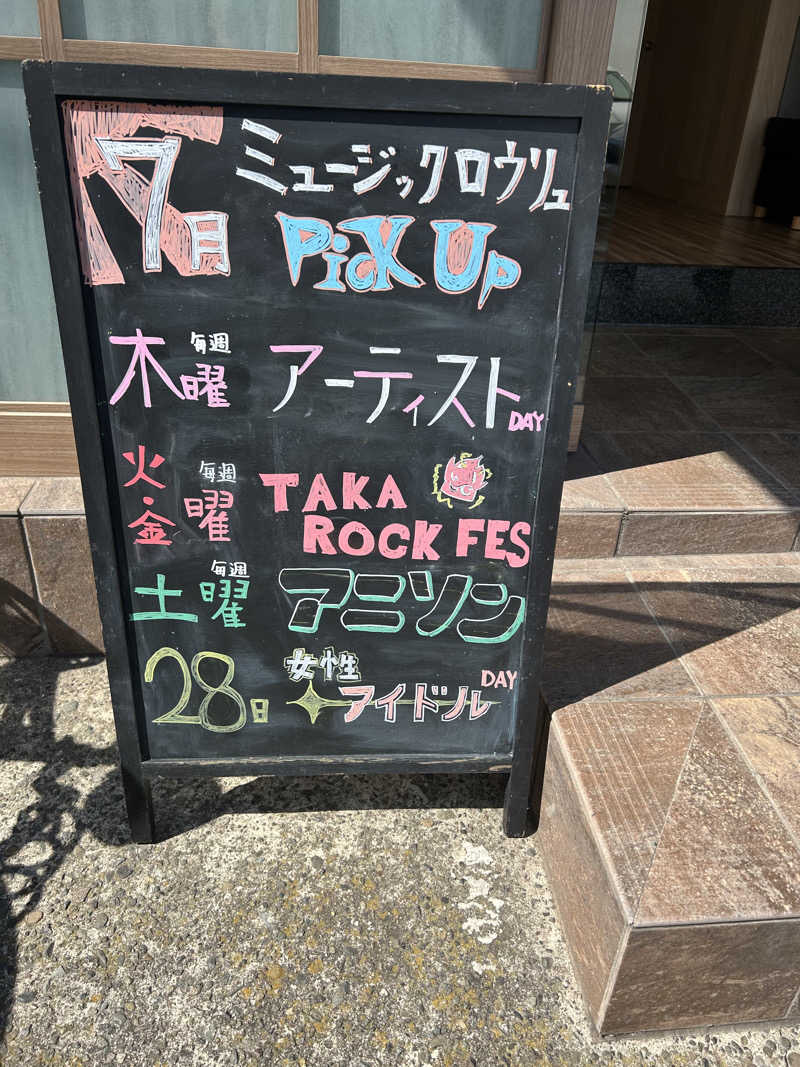 7月 ミュージックロウリュ
PiCK UP
木曜 毎週 アーティストDAY
火・金曜 毎週 TAKA
ROCK FES
土曜 毎週 アニソン
28日 女性
アイドルDAY